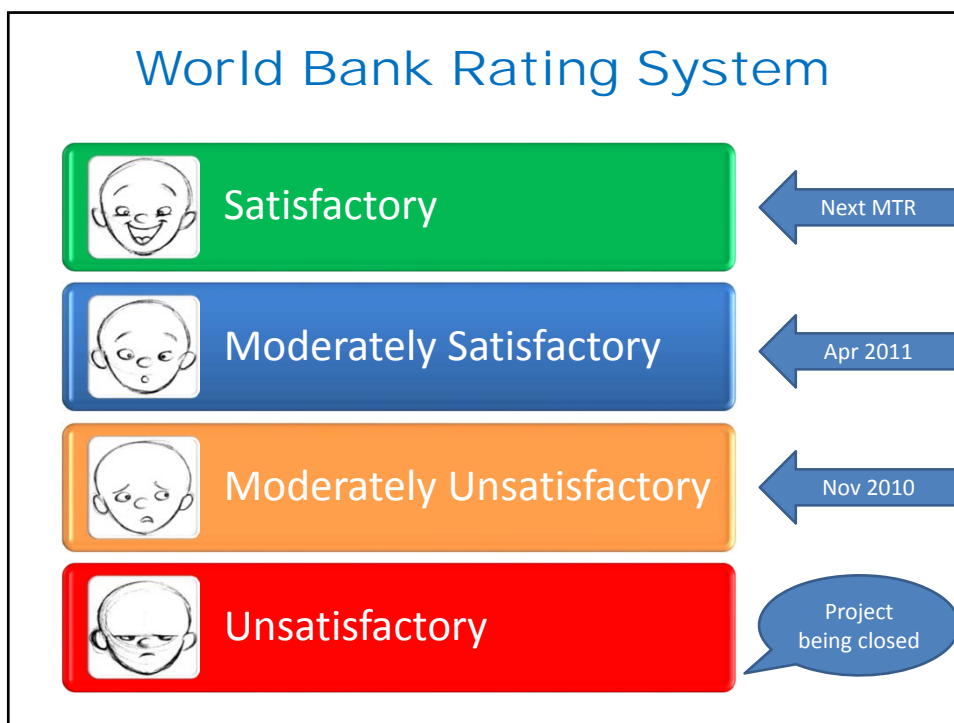 World Bank Rating System
Satisfactory
Next MTR
Moderately Satisfactory
Apr 2011
Moderately Unsatisfactory
Nov 2010
Unsatisfactory
Project
being closed